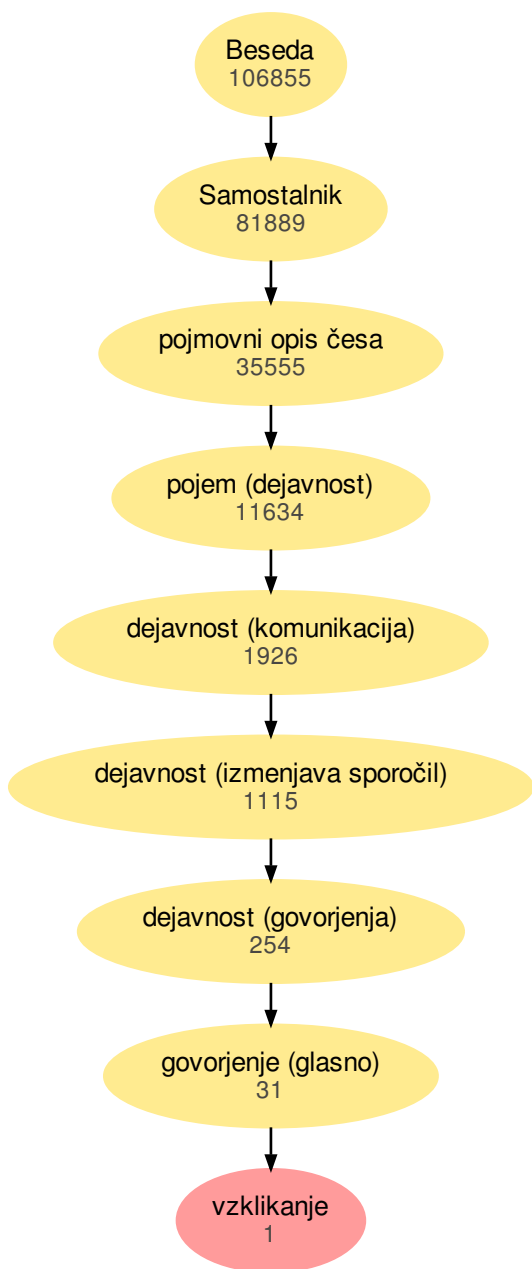 Beseda
106855
Samostalnik
81889
pojmovni opis česa
35555
pojem (dejavnost)
11634
dejavnost (komunikacija)
1926
dejavnost (izmenjava sporočil)
1115
dejavnost (govorjenja)
254
govorjenje (glasno)
31
vzklikanje
1